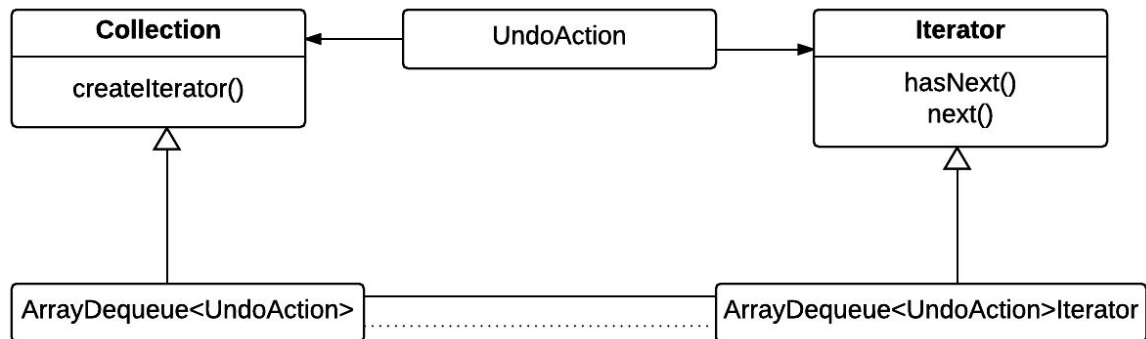 Collection
createIterator()
UndoAction
Iterator
hasNext()
next()
ArrayDequeue<UndoAction>
ArrayDequeue<UndoAction>Iterator